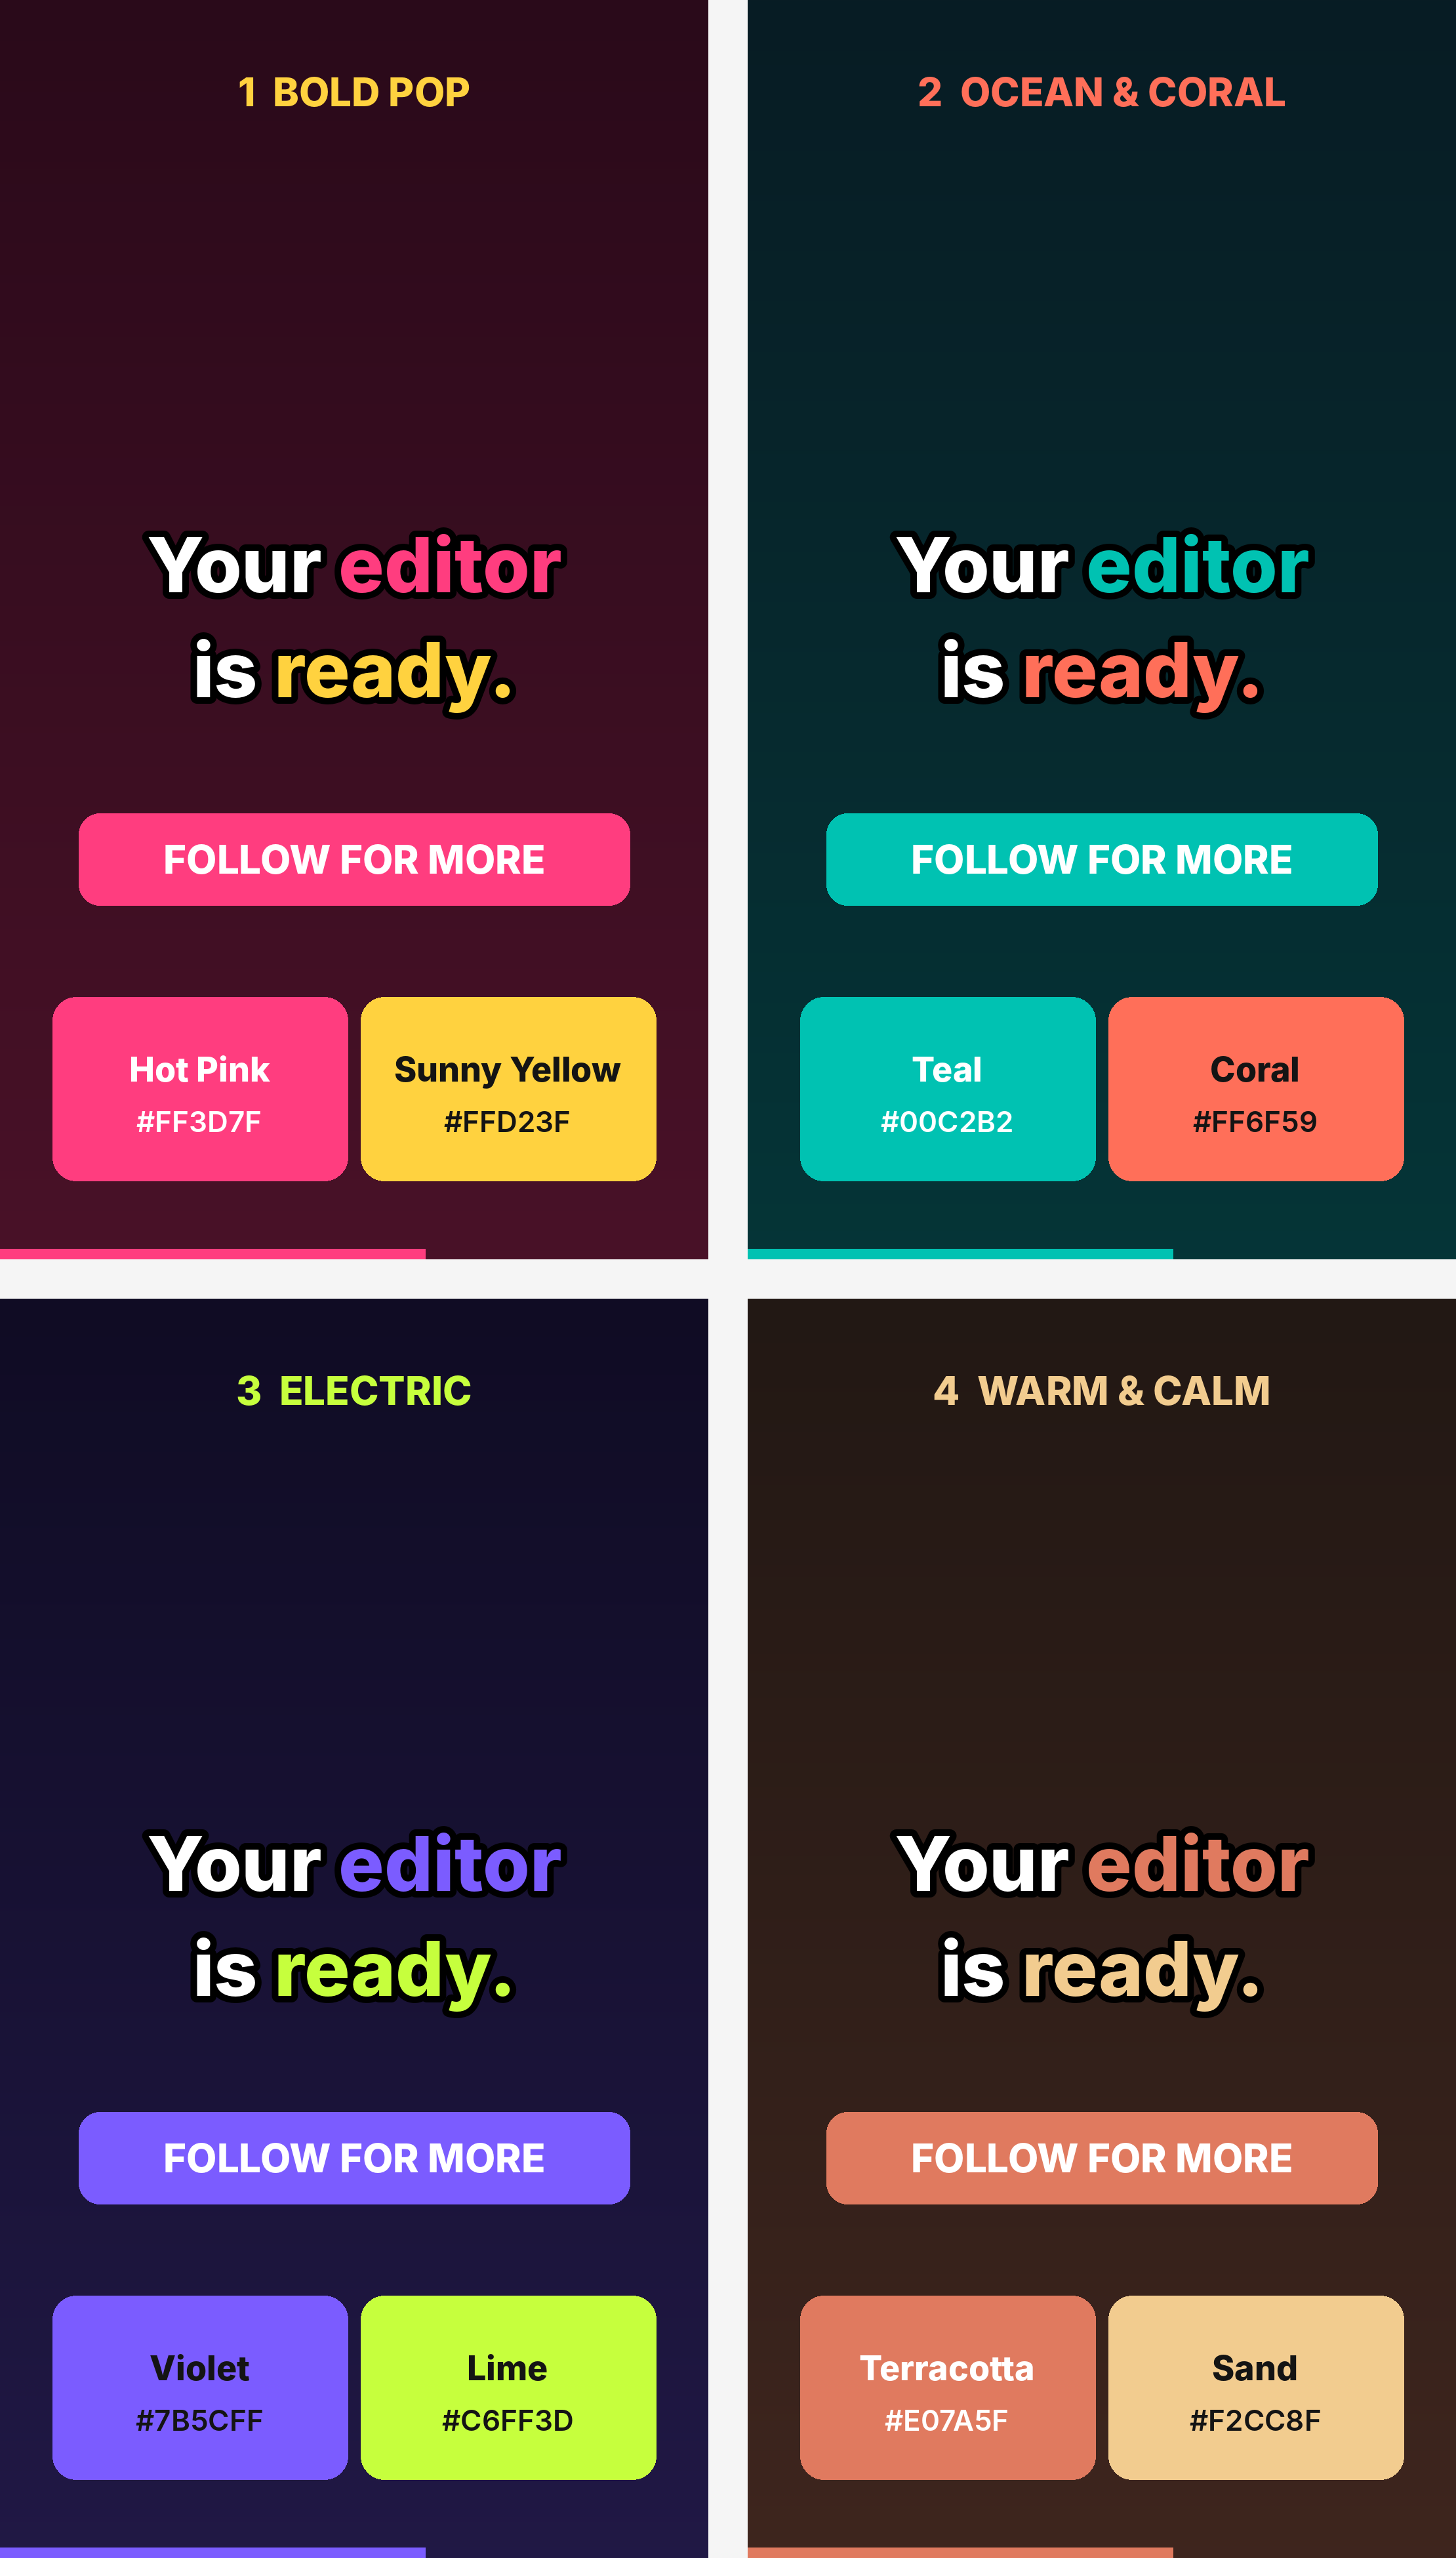 1 BOLD POP
Your editor
is ready.
FOLLOW FOR MORE
Hot Pink
#FF3D7F
Sunny Yellow
#FFD23F
2 OCEAN & CORAL
Your editor
is ready.
FOLLOW FOR MORE
Teal
#00C2B2
Coral
#FF6F59
3 ELECTRIC
Your editor
is ready.
FOLLOW FOR MORE
Violet
#7B5CFF
Lime
#C6FF3D
4 WARM & CALM
Your editor
is ready.
FOLLOW FOR MORE
Terracotta
#E07A5F
Sand
#F2CC8F